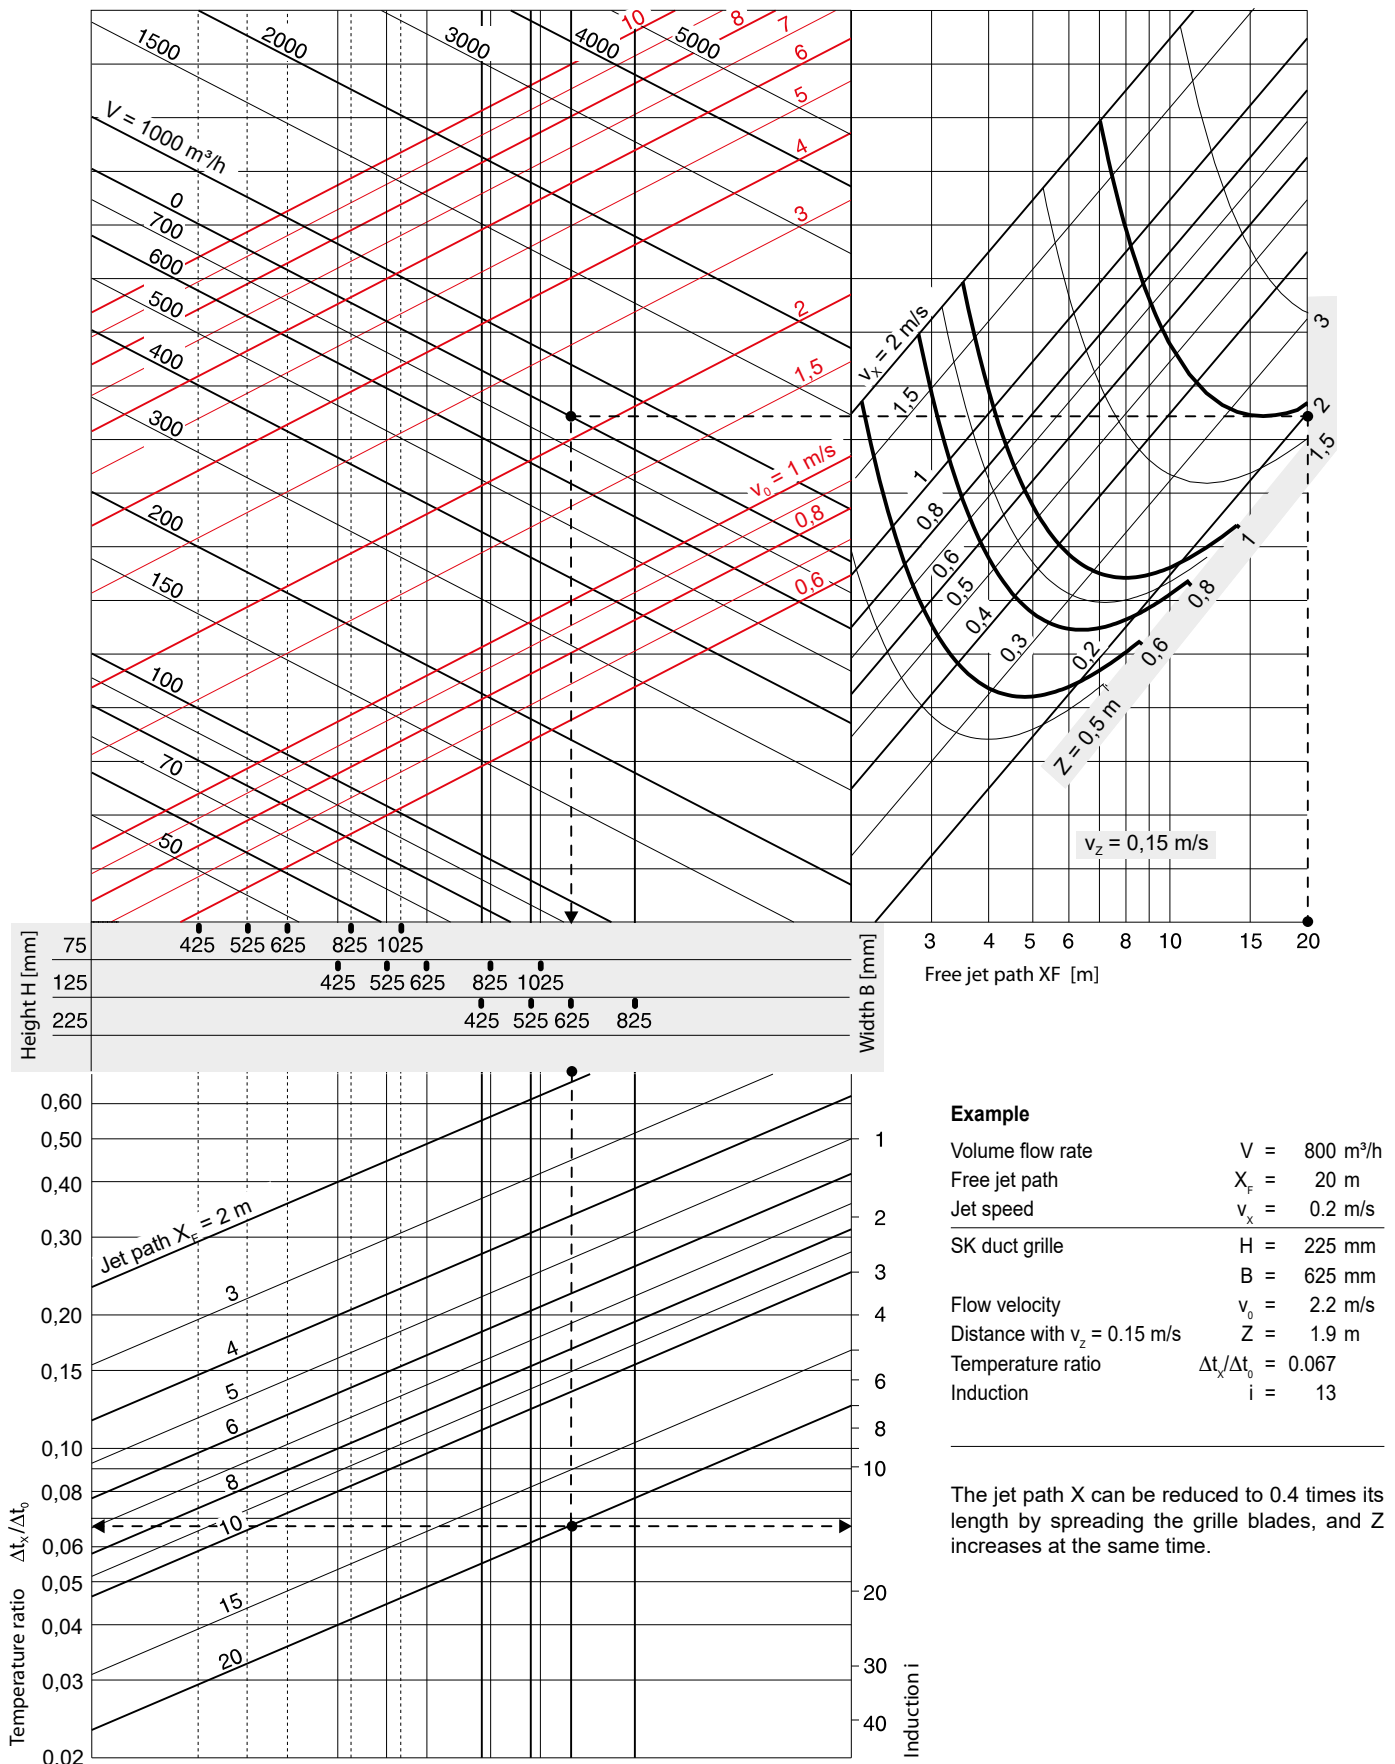 10
8
7
6
5
4
3
2
1,5
v₀ = 1 m/s
0,8
0,6
1500
2000
3000
4000
5000
V = 1000 m³/h
0
700
600
500
400
300
200
150
100
70
50
vX = 2 m/s
1,5
1
0,8
0,6
0,5
0,4
0,3
0,2
3
2
1,5
1
0,8
0,6
Z = 0,5 m
vZ = 0,15 m/s
3 4 5 6 8 10 15 20
Free jet path XF [m]
Height H [mm]
75 425 525 625 825 1025
125 425 525 625 825 1025
225 425 525 625 825
Width B [mm]
0,60
0,50
0,40
0,30
0,20
0,15
0,10
0,08
0,06
0,05
0,04
0,03
0,02
Temperature ratio Δtx/Δt₀
Jet path XF = 2 m
3
4
5
6
8
10
15
20
1
2
3
4
6
8
10
20
30
40
Induction i
Example
Volume flow rate V = 800 m³/h
Free jet path XF = 20 m
Jet speed vx = 0.2 m/s
SK duct grille H = 225 mm
B = 625 mm
Flow velocity v₀ = 2.2 m/s
Distance with vz = 0.15 m/s Z = 1.9 m
Temperature ratio Δtx/Δt₀ = 0.067
Induction i = 13
The jet path X can be reduced to 0.4 times its
length by spreading the grille blades, and Z
increases at the same time.